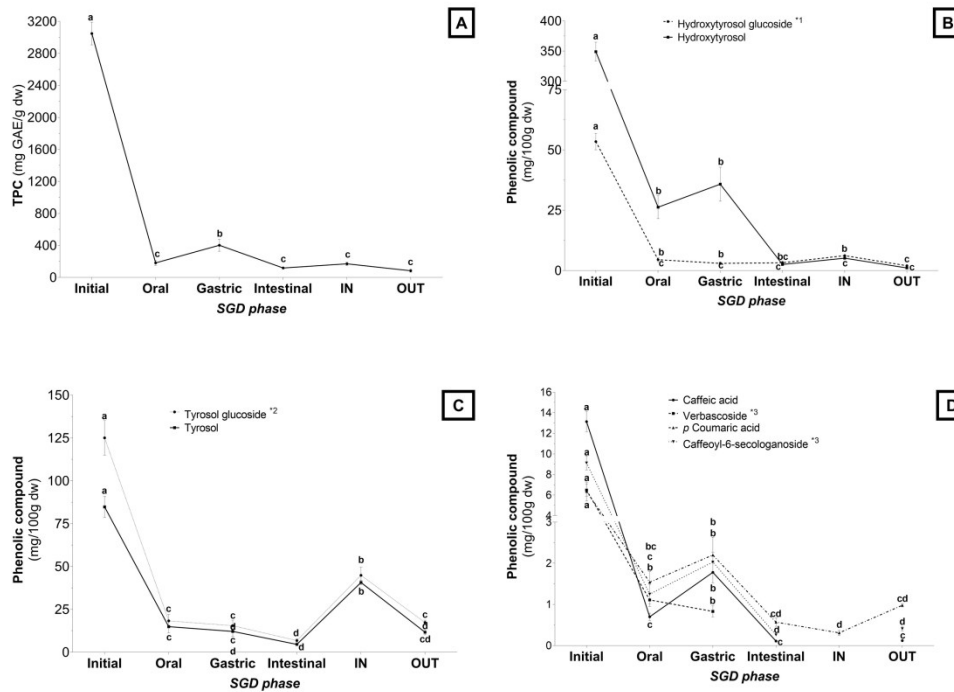 A
TPC (mg GAE/g dw)
3200
2800
2400
2000
1600
1200
800
400
0
a
c
b
c
c
c
Initial Oral Gastric Intestinal IN OUT
SGD phase
B
Hydroxytyrosol glucoside *1
Hydroxytyrosol
Phenolic compound
(mg/100g dw)
400
350
300
75
50
25
0
a
a
b
b
b
b
c
b
c
bc
c
b
c
c
c
Initial Oral Gastric Intestinal IN OUT
SGD phase
C
Tyrosol glucoside *2
Tyrosol
Phenolic compound
(mg/100g dw)
150
125
100
75
50
25
0
a
a
c
c
c
c
d
d
d
b
b
c
d
cd
Initial Oral Gastric Intestinal IN OUT
SGD phase
D
Caffeic acid
Verbascoside *3
p Coumaric acid
Caffeoyl-6-secologanoside *3
Phenolic compound
(mg/100g dw)
16
14
12
10
8
6
4
3
2
1
0
a
a
a
a
bc
c
b
c
b
b
b
b
cd
d
c
d
cd
d
c
Initial Oral Gastric Intestinal IN OUT
SGD phase